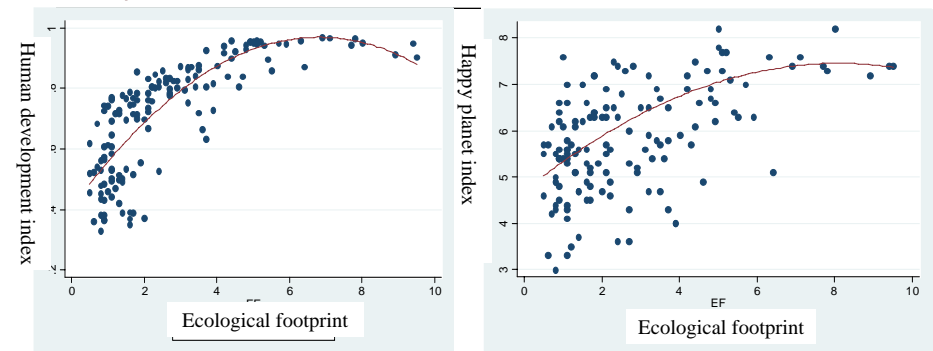 Human development index
1
.8
.6
.4
.2
0 2 4 6 8 10
Ecological footprint
Happy planet index
8
7
6
5
4
3
0 2 4 6 8 10
EF
Ecological footprint